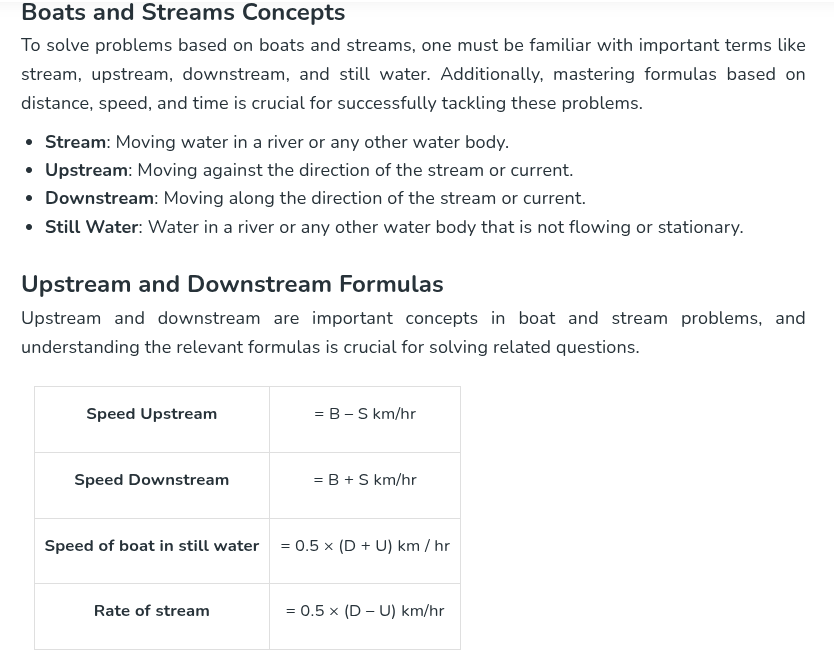 Boats and Streams Concepts
To solve problems based on boats and streams, one must be familiar with important terms like
stream, upstream, downstream, and still water. Additionally, mastering formulas based on
distance, speed, and time is crucial for successfully tackling these problems.
• Stream: Moving water in a river or any other water body.
• Upstream: Moving against the direction of the stream or current.
• Downstream: Moving along the direction of the stream or current.
• Still Water: Water in a river or any other water body that is not flowing or stationary.
Upstream and Downstream Formulas
Upstream and downstream are important concepts in boat and stream problems, and
understanding the relevant formulas is crucial for solving related questions.
Speed Upstream = B – S km/hr
Speed Downstream = B + S km/hr
Speed of boat in still water = 0.5 × (D + U) km / hr
Rate of stream = 0.5 × (D – U) km/hr